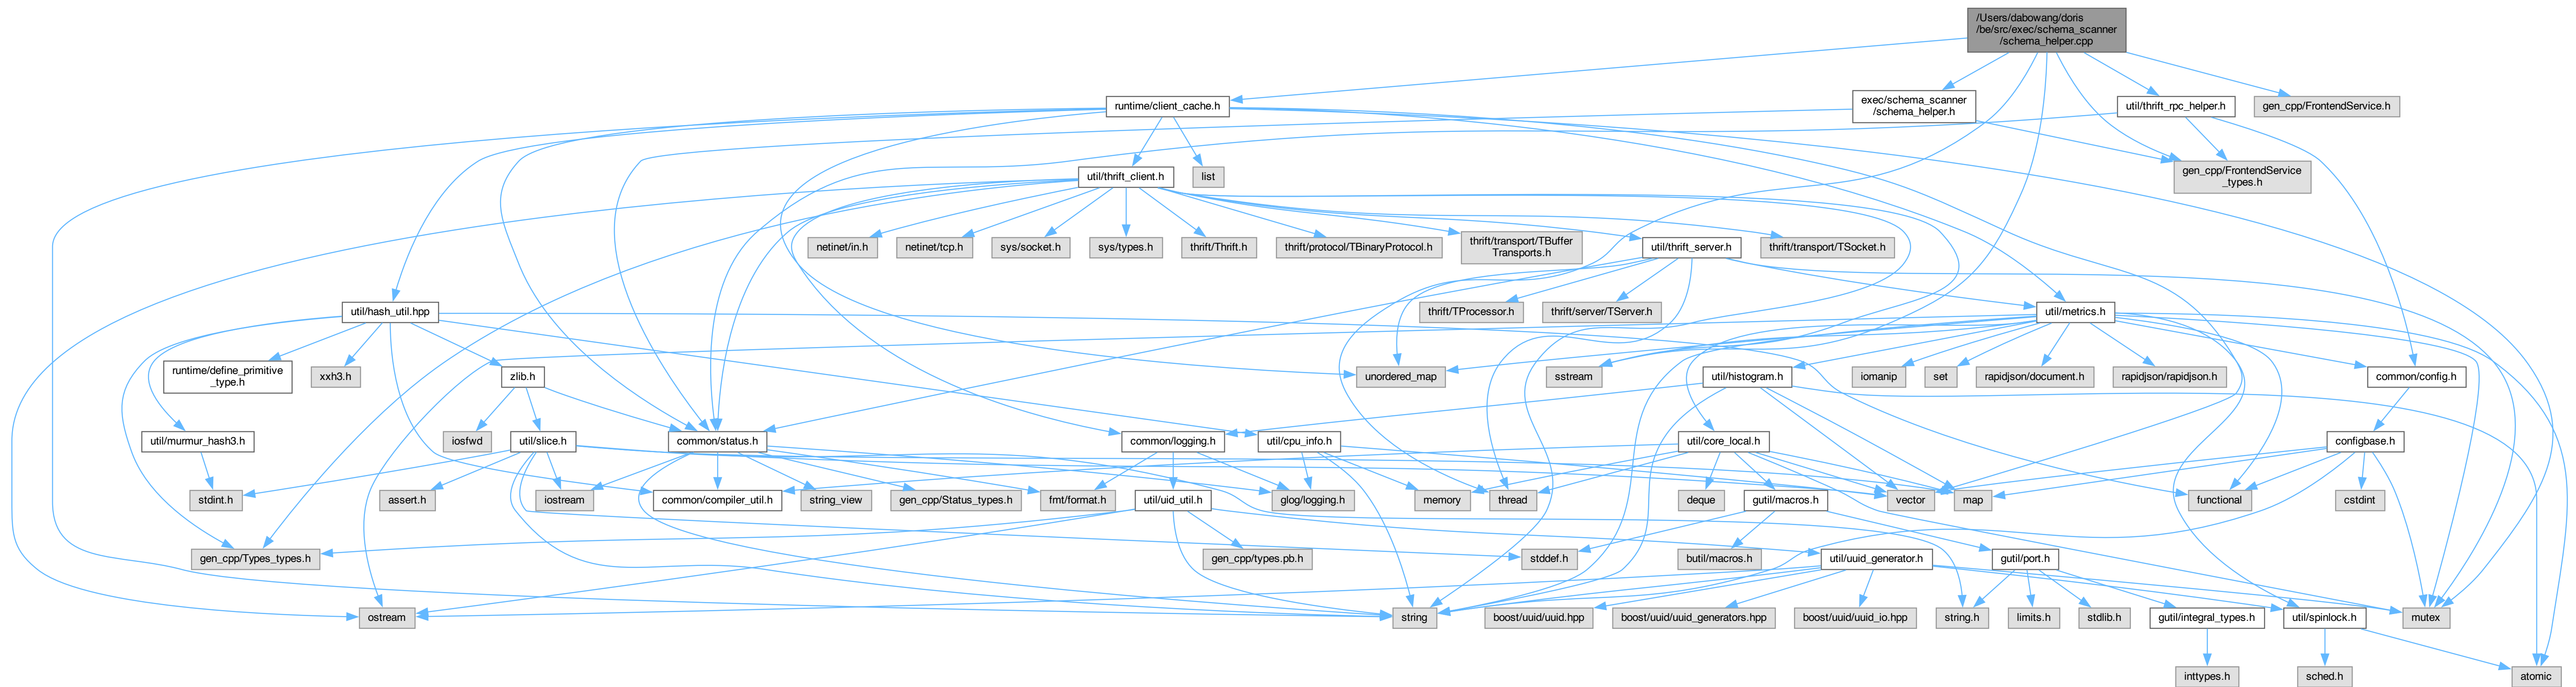 /Users/dabowang/doris
/be/src/exec/schema_scanner
/schema_helper.cpp
runtime/client_cache.h
exec/schema_scanner
/schema_helper.h
util/thrift_rpc_helper.h
gen_cpp/FrontendService.h
util/thrift_client.h
list
gen_cpp/FrontendService
_types.h
netinet/in.h
netinet/tcp.h
sys/socket.h
sys/types.h
thrift/Thrift.h
thrift/protocol/TBinaryProtocol.h
thrift/transport/TBuffer
Transports.h
util/thrift_server.h
thrift/transport/TSocket.h
util/hash_util.hpp
thrift/TProcessor.h
thrift/server/TServer.h
util/metrics.h
runtime/define_primitive
_type.h
xxh3.h
zlib.h
unordered_map
sstream
util/histogram.h
iomanip
set
rapidjson/document.h
rapidjson/rapidjson.h
common/config.h
util/murmur_hash3.h
iosfwd
util/slice.h
common/status.h
common/logging.h
util/cpu_info.h
util/core_local.h
configbase.h
stdint.h
assert.h
iostream
common/compiler_util.h
string_view
gen_cpp/Status_types.h
fmt/format.h
util/uid_util.h
glog/logging.h
memory
thread
deque
gutil/macros.h
vector
map
functional
cstdint
gen_cpp/Types_types.h
gen_cpp/types.pb.h
stddef.h
butil/macros.h
util/uuid_generator.h
gutil/port.h
ostream
string
boost/uuid/uuid.hpp
boost/uuid/uuid_generators.hpp
boost/uuid/uuid_io.hpp
string.h
limits.h
stdlib.h
gutil/integral_types.h
util/spinlock.h
mutex
inttypes.h
sched.h
atomic